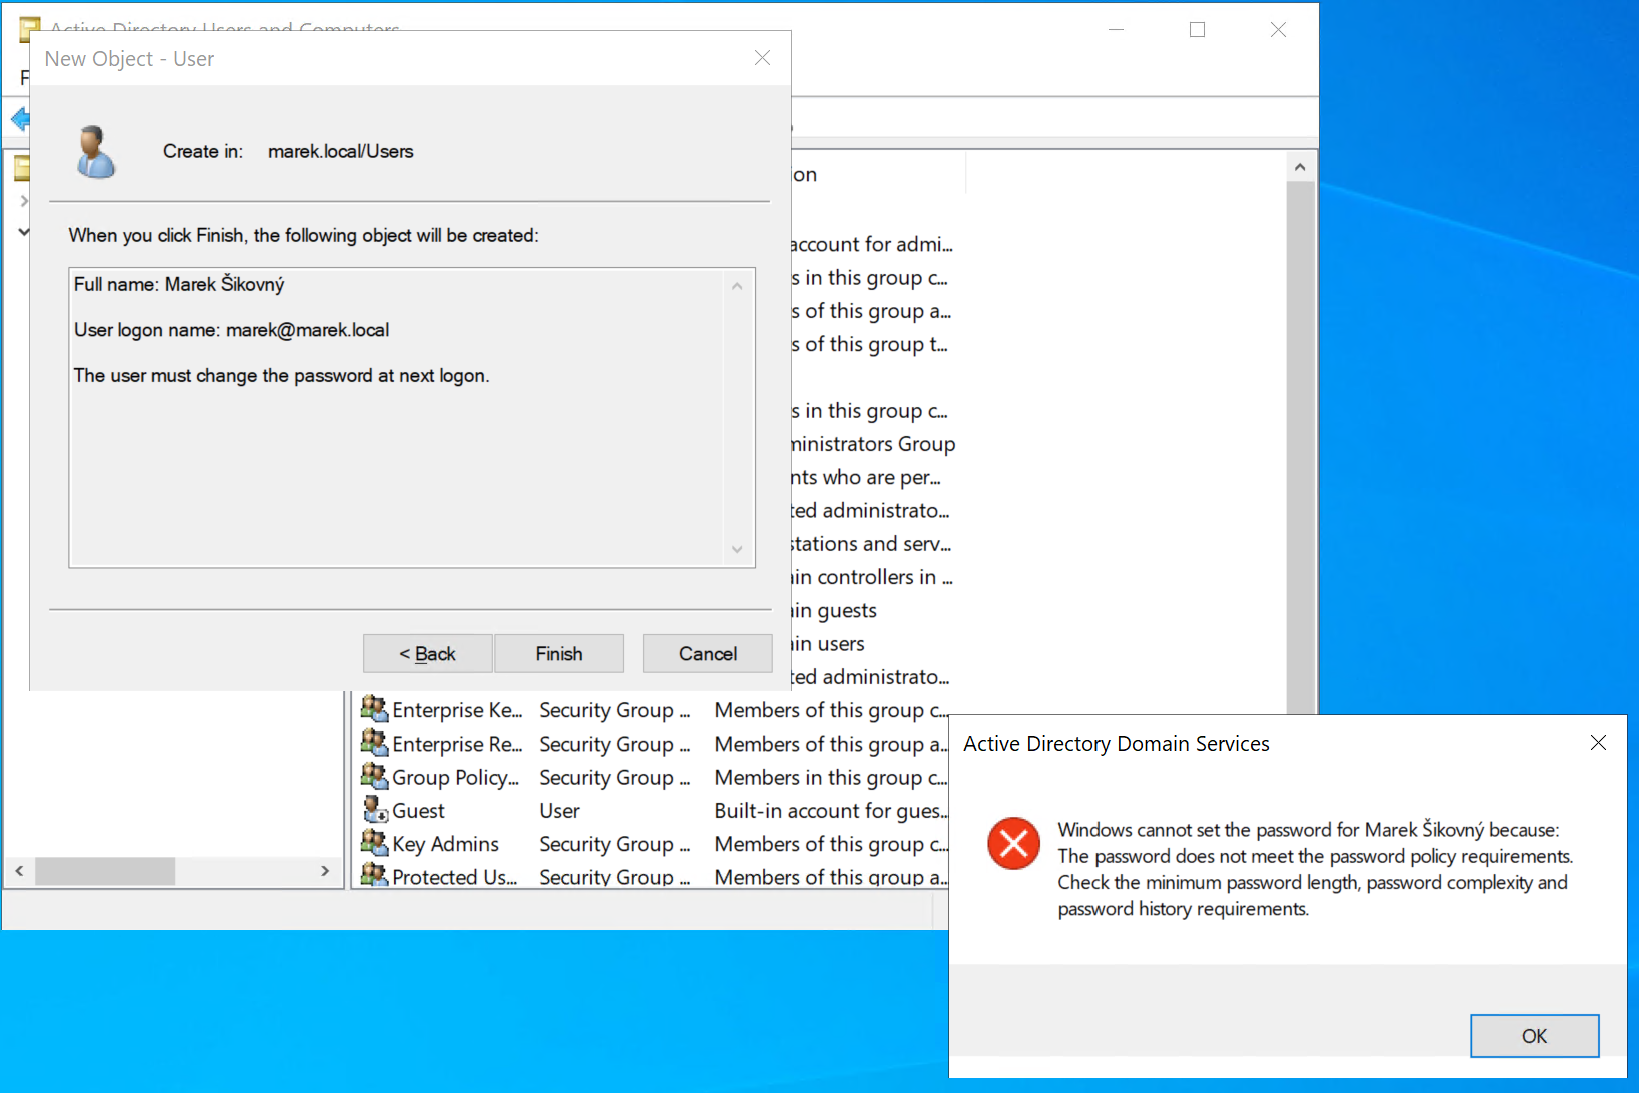 Active Directory Users and Computers
New Object - User
F
Create in: marek.local/Users
When you click Finish, the following object will be created:
Full name: Marek Šikovný
User logon name: marek@marek.local
The user must change the password at next logon.
< Back Finish Cancel
on
account for admi...
s in this group c...
s of this group a...
s of this group t...
s in this group c...
ministrators Group
nts who are per...
ted administrato...
stations and serv...
ain controllers in ...
ain guests
ain users
ted administrato...
Enterprise Ke... Security Group ... Members of this group c...
Enterprise Re... Security Group ... Members of this group a...
Group Policy... Security Group ... Members in this group c...
Guest User Built-in account for gues...
Key Admins Security Group ... Members of this group c...
Protected Us... Security Group ... Members of this group a...
Active Directory Domain Services
Windows cannot set the password for Marek Šikovný because:
The password does not meet the password policy requirements.
Check the minimum password length, password complexity and
password history requirements.
OK